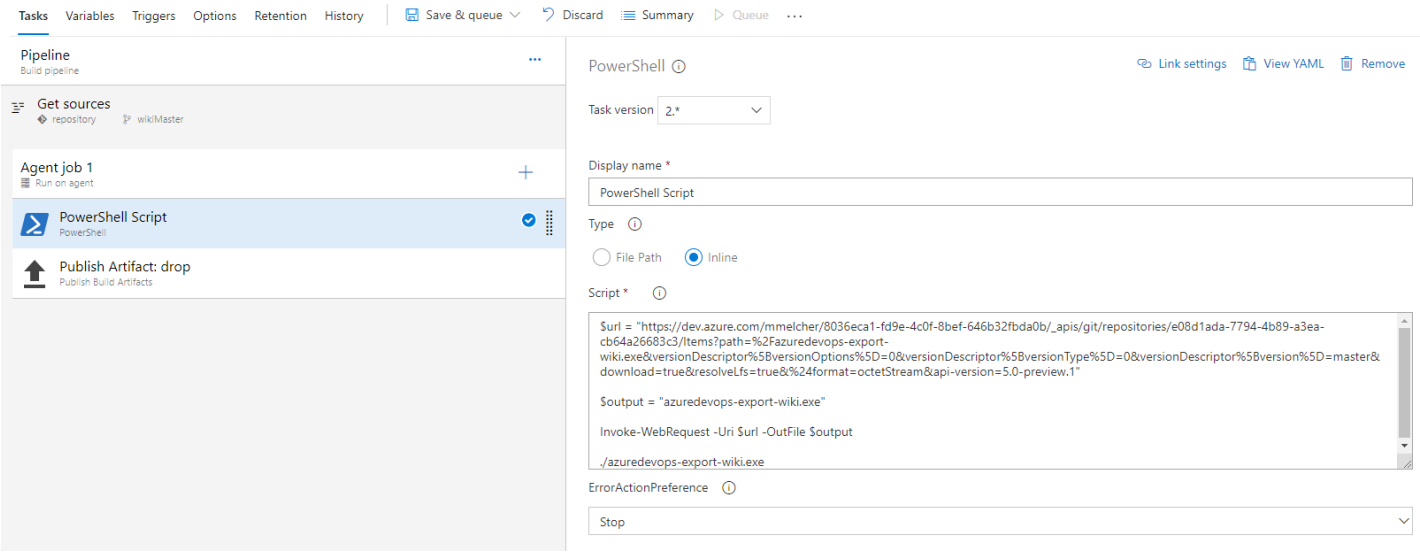 Tasks Variables Triggers Options Retention History Save & queue Discard Summary Queue ...
Pipeline ...
Build pipeline
Get sources
repository wikiMaster
Agent job 1
Run on agent
PowerShell Script
PowerShell
Publish Artifact: drop
Publish Build Artifacts
PowerShell Link settings View YAML Remove
Task version 2.*
Display name *
PowerShell Script
Type
File Path Inline
Script *
$url = "https://dev.azure.com/mmelcher/8036eca1-fd9e-4c0f-8bef-646b32fbda0b/_apis/git/repositories/e08d1ada-7794-4b89-a3ea-
cb64a26683c3/Items?path=%2Fazuredevops-export-
wiki.exe&versionDescriptor%5BversionOptions%5D=0&versionDescriptor%5BversionType%5D=0&versionDescriptor%5Bversion%5D=master&
download=true&resolveLfs=true&%24format=octetStream&api-version=5.0-preview.1"
$output = "azuredevops-export-wiki.exe"
Invoke-WebRequest -Uri $url -OutFile $output
./azuredevops-export-wiki.exe
ErrorActionPreference
Stop